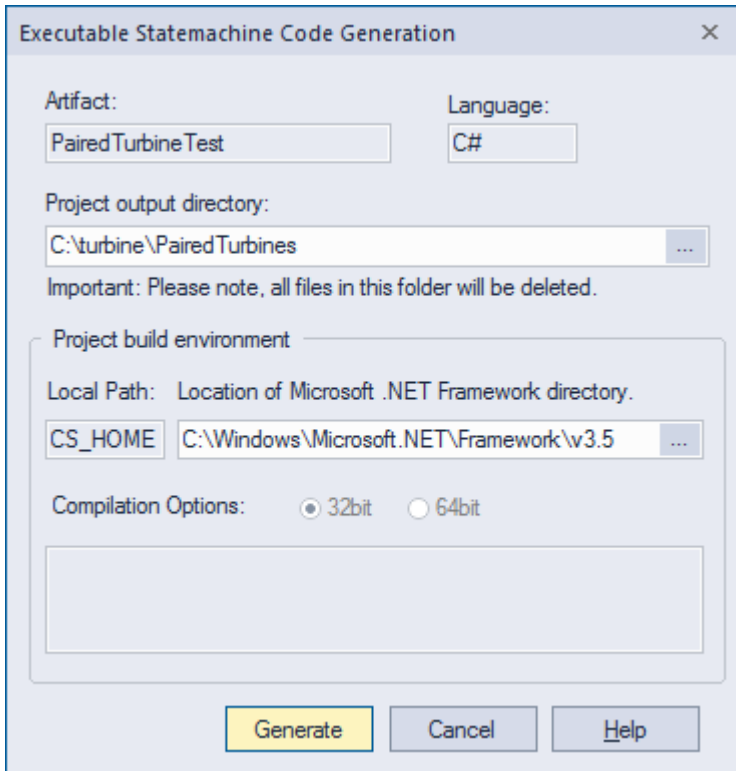 Executable Statemachine Code Generation
Artifact:
Language:
PairedTurbineTest
C#
Project output directory:
C:\turbine\PairedTurbines
...
Important: Please note, all files in this folder will be deleted.
Project build environment
Local Path: Location of Microsoft .NET Framework directory.
CS_HOME C:\Windows\Microsoft.NET\Framework\v3.5 ...
Compilation Options: 32bit 64bit
Generate Cancel Help